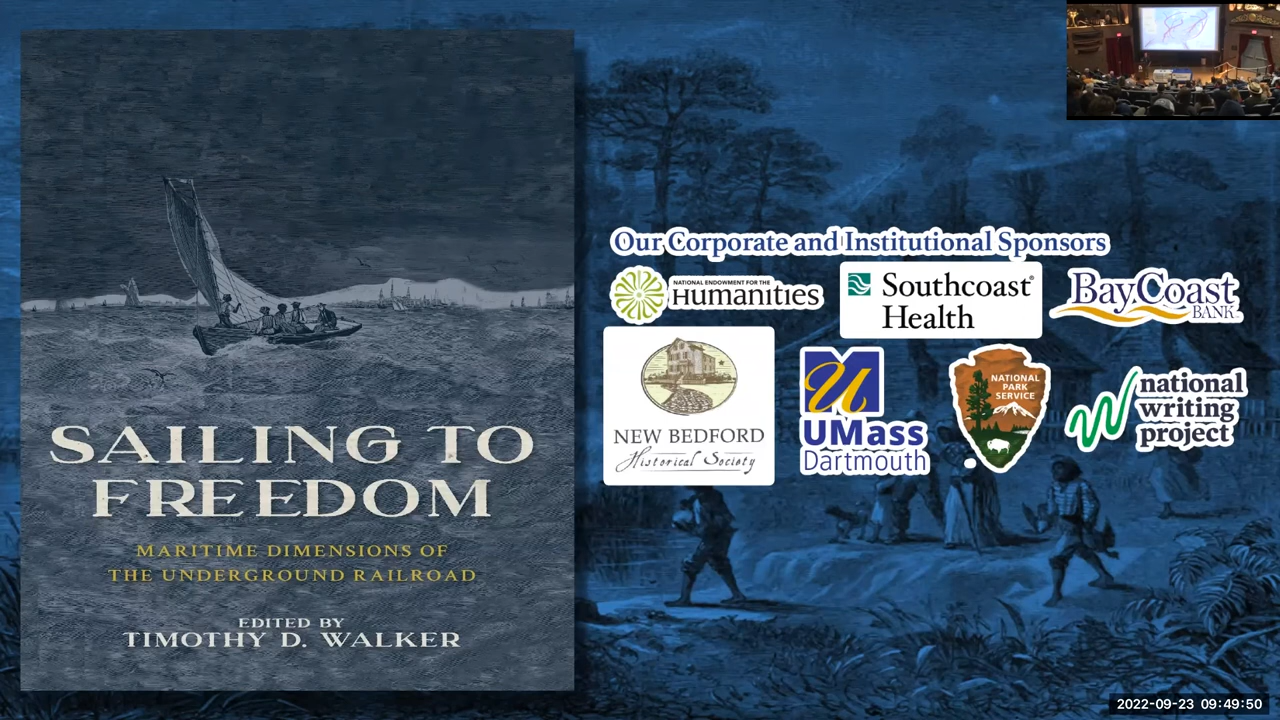 SAILING TO
FREEDOM
MARITIME DIMENSIONS OF
THE UNDERGROUND RAILROAD
EDITED BY
TIMOTHY D. WALKER
Our Corporate and Institutional Sponsors
NATIONAL ENDOWMENT FOR THE
Humanities
Southcoast®
Health
BayCoast
BANK
NEW BEDFORD
Historical Society
UMass
Dartmouth
NATIONAL
PARK
SERVICE
national
writing
project
2022-09-23 09:49:50